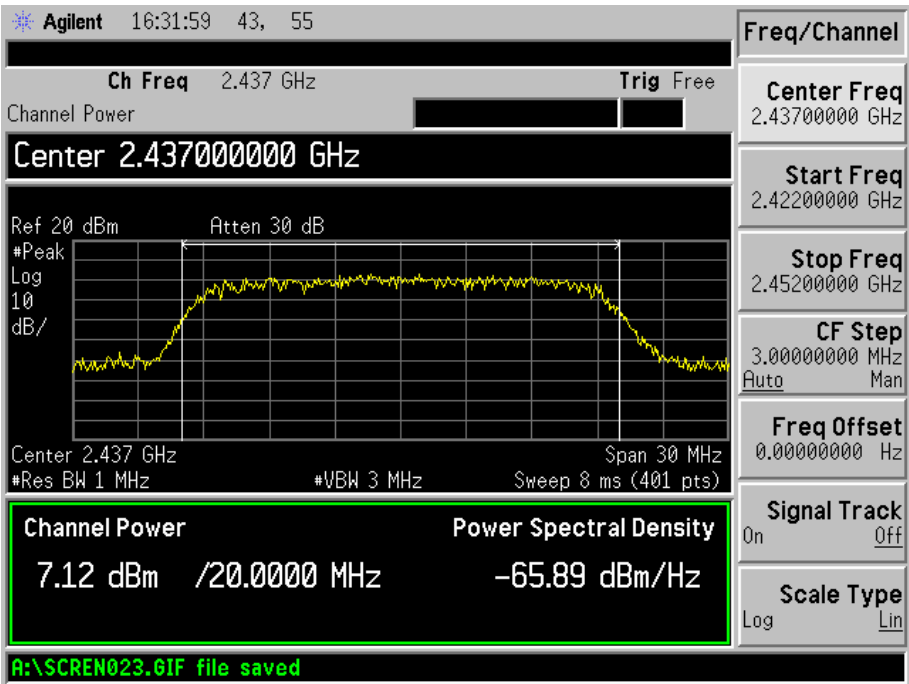 Agilent 16:31:59 43, 55
Ch Freq 2.437 GHz Trig Free
Channel Power
Center 2.437000000 GHz
Ref 20 dBm Atten 30 dB
#Peak
Log
10
dB/
Center 2.437 GHz Span 30 MHz
#Res BW 1 MHz #VBW 3 MHz Sweep 8 ms (401 pts)
Channel Power Power Spectral Density
7.12 dBm /20.0000 MHz -65.89 dBm/Hz
A:\SCREN023.GIF file saved
Freq/Channel
Center Freq
2.43700000 GHz
Start Freq
2.42200000 GHz
Stop Freq
2.45200000 GHz
CF Step
3.00000000 MHz
Auto Man
Freq Offset
0.00000000 Hz
Signal Track
On Off
Scale Type
Log Lin